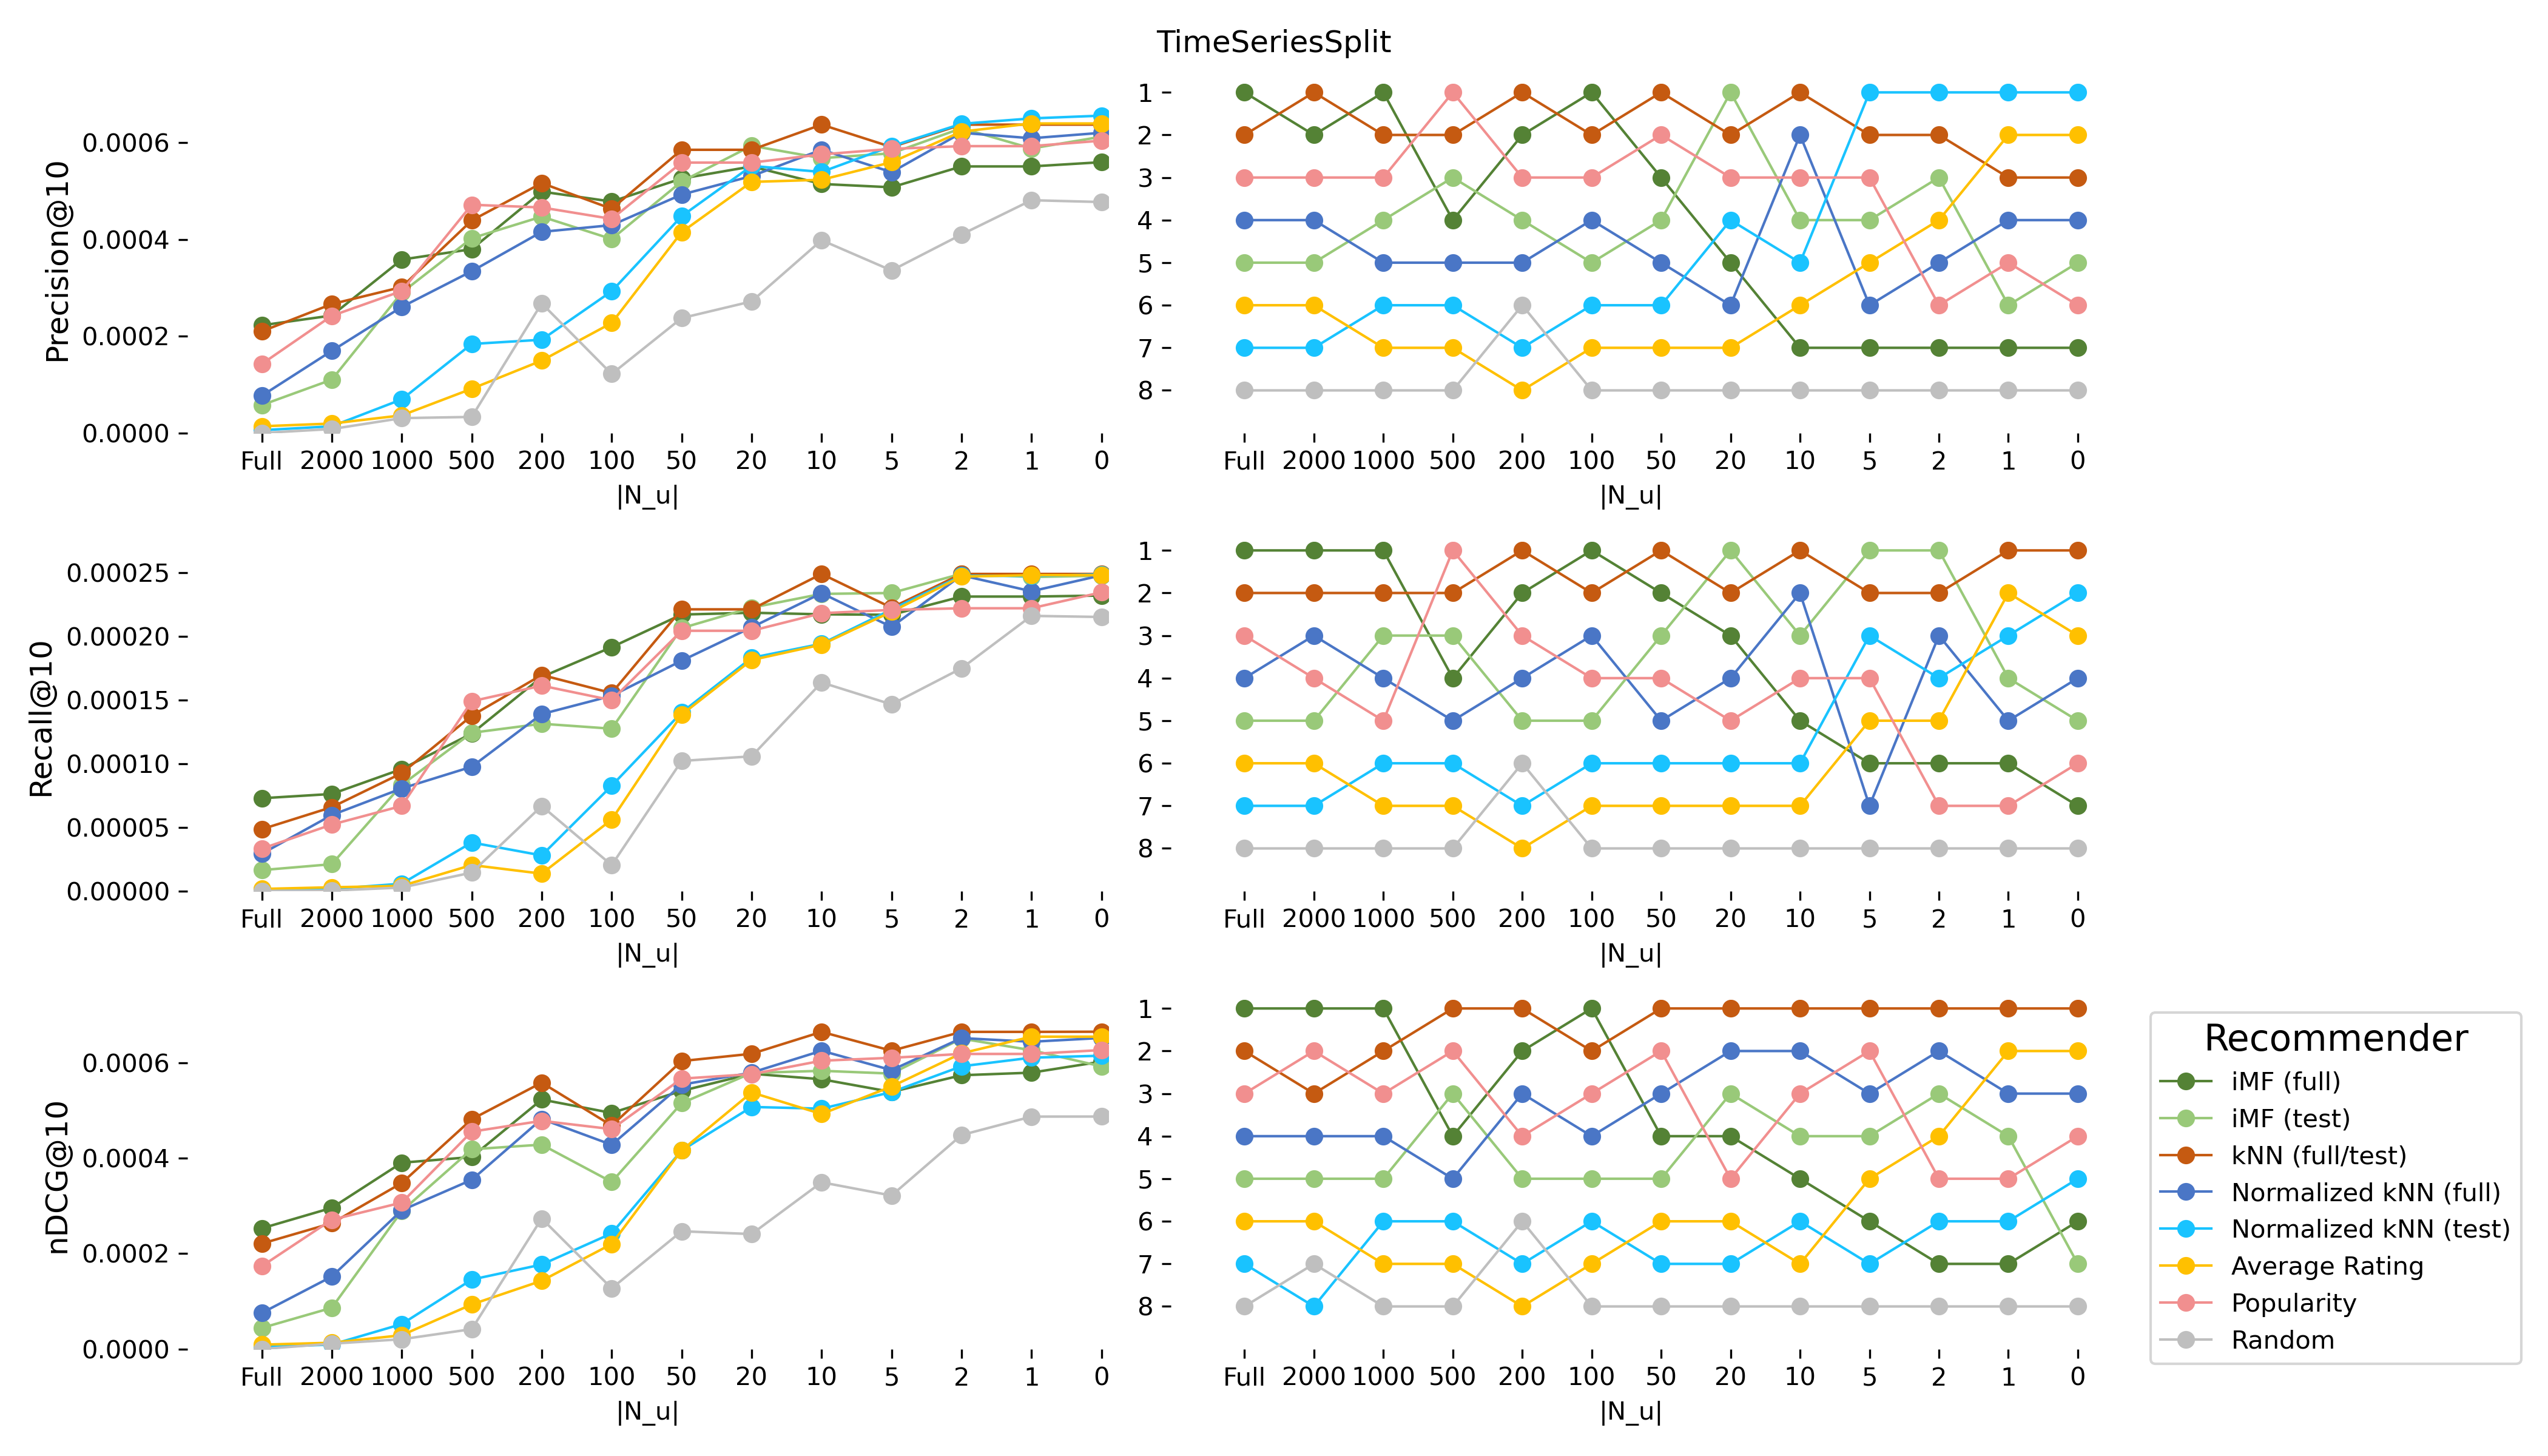 TimeSeriesSplit
Precision@10
0.0006
0.0004
0.0002
0.0000
Full 2000 1000 500 200 100 50 20 10 5 2 1 0
|N_u|
1
2
3
4
5
6
7
8
Full 2000 1000 500 200 100 50 20 10 5 2 1 0
|N_u|
Recall@10
0.00025
0.00020
0.00015
0.00010
0.00005
0.00000
Full 2000 1000 500 200 100 50 20 10 5 2 1 0
|N_u|
1
2
3
4
5
6
7
8
Full 2000 1000 500 200 100 50 20 10 5 2 1 0
|N_u|
nDCG@10
0.0006
0.0004
0.0002
0.0000
Full 2000 1000 500 200 100 50 20 10 5 2 1 0
|N_u|
1
2
3
4
5
6
7
8
Full 2000 1000 500 200 100 50 20 10 5 2 1 0
|N_u|
Recommender
iMF (full)
iMF (test)
kNN (full/test)
Normalized kNN (full)
Normalized kNN (test)
Average Rating
Popularity
Random